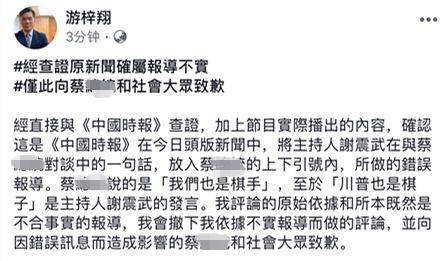 游梓翔
3分钟
#經查證原新聞確屬報導不實
#僅此向蔡和社會大眾致歉
經直接與《中國時報》查證，加上節目實際播出的內容，確認
這是《中國時報》在今日頭版新聞中，將主持人謝震武在與蔡
對談中的一句話，放入蔡的上下引號內，所做的錯誤
報導。蔡說的是「我們也是棋手」，至於「川普也是棋
子」是主持人謝震武的發言。我評論的原始依據和所本既然是
不合事實的報導，我會撤下我依據不實報導而做的評論，並向
因錯誤訊息而造成影響的蔡和社會大眾致歉。